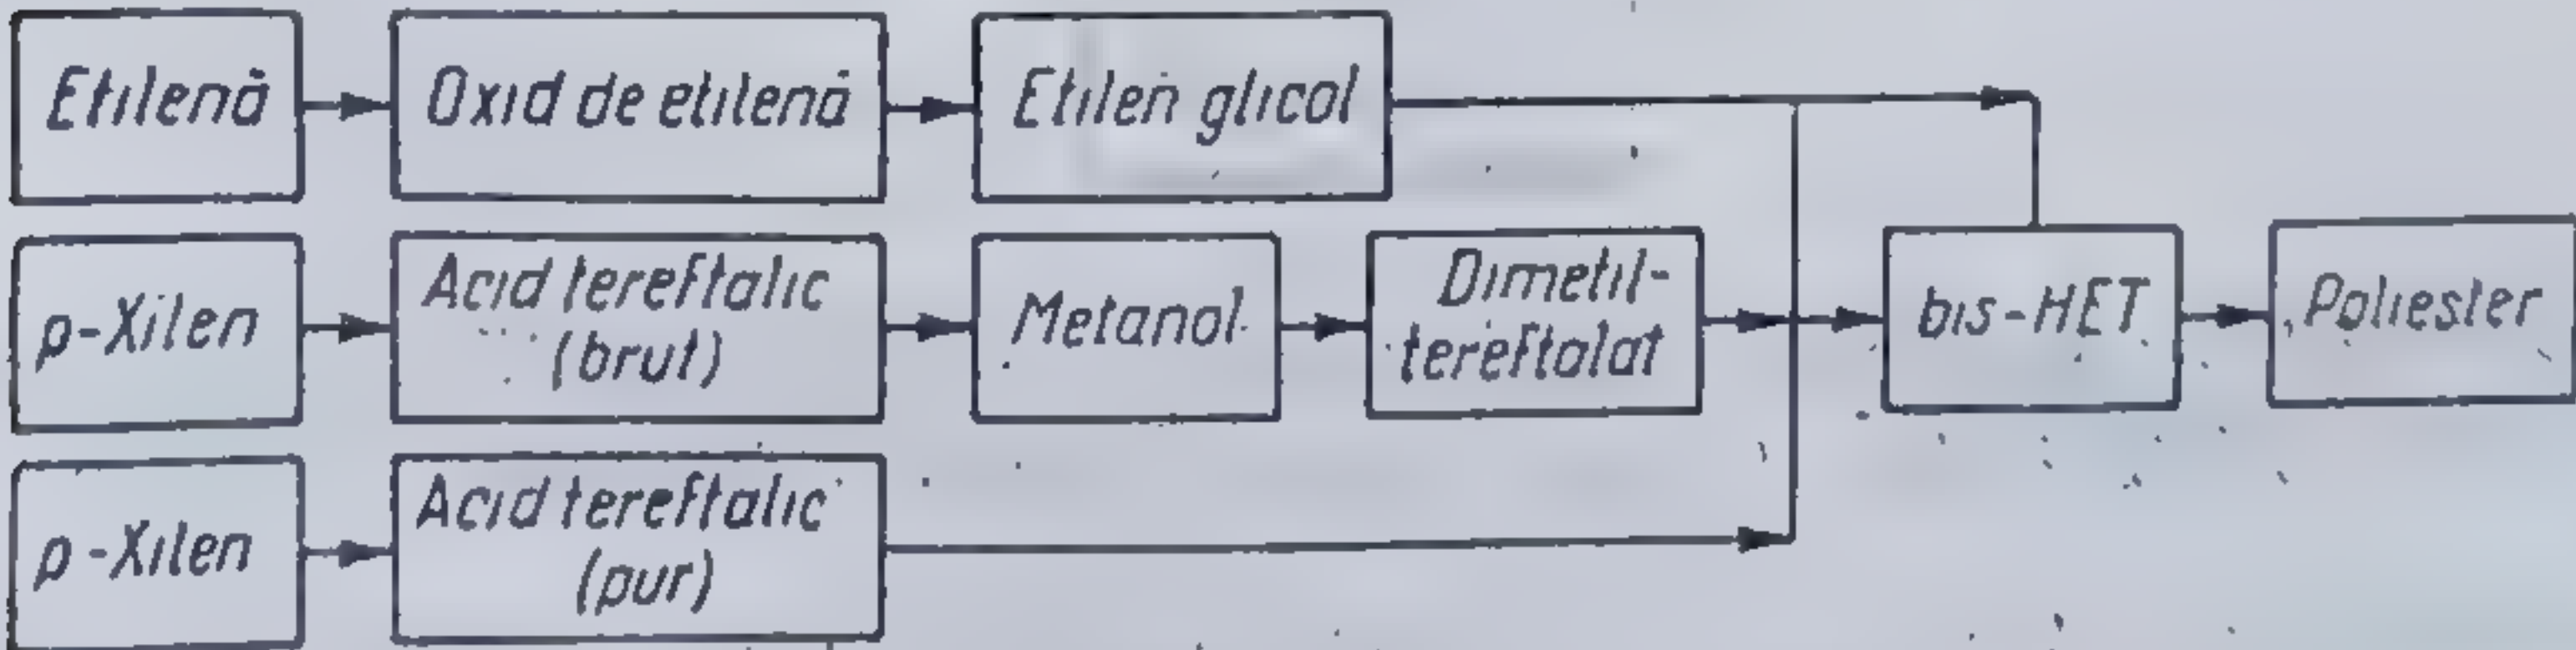 Etilenă
Oxid de etilenă
Etilen glicol
p-Xilen
Acid tereftalic
(brut)
Metanol
Dimetil-
tereftalat
bis-HET
Poliester
p-Xilen
Acid tereftalic
(pur)